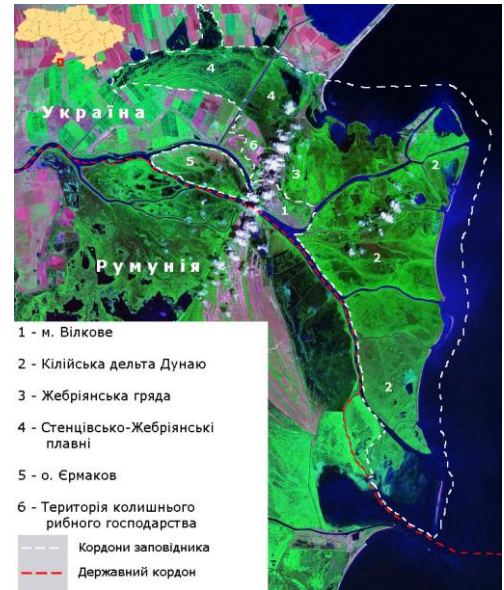 Україна
4
4
6
5
3
2
1
Румунія
2
2
1 - м. Вілкове
2 - Кілійська дельта Дунаю
3 - Жебріянська гряда
4 - Стенцівсько-Жебріянські
плавні
5 - о. Єрмаков
6 - Територія колишнього
рибного господарства
Кордони заповідника
Державний кордон